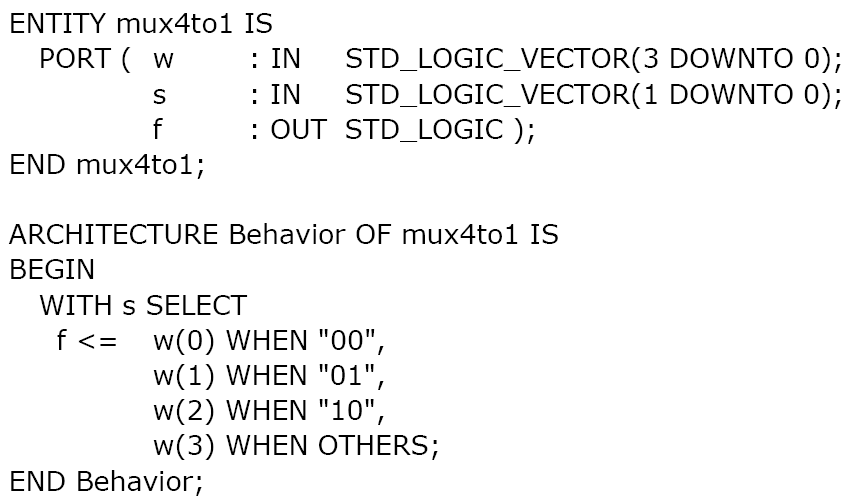 ENTITY mux4to1 IS
PORT ( w : IN STD_LOGIC_VECTOR(3 DOWNTO 0);
s : IN STD_LOGIC_VECTOR(1 DOWNTO 0);
f : OUT STD_LOGIC );
END mux4to1;
ARCHITECTURE Behavior OF mux4to1 IS
BEGIN
WITH s SELECT
f <= w(0) WHEN "00",
w(1) WHEN "01",
w(2) WHEN "10",
w(3) WHEN OTHERS;
END Behavior;